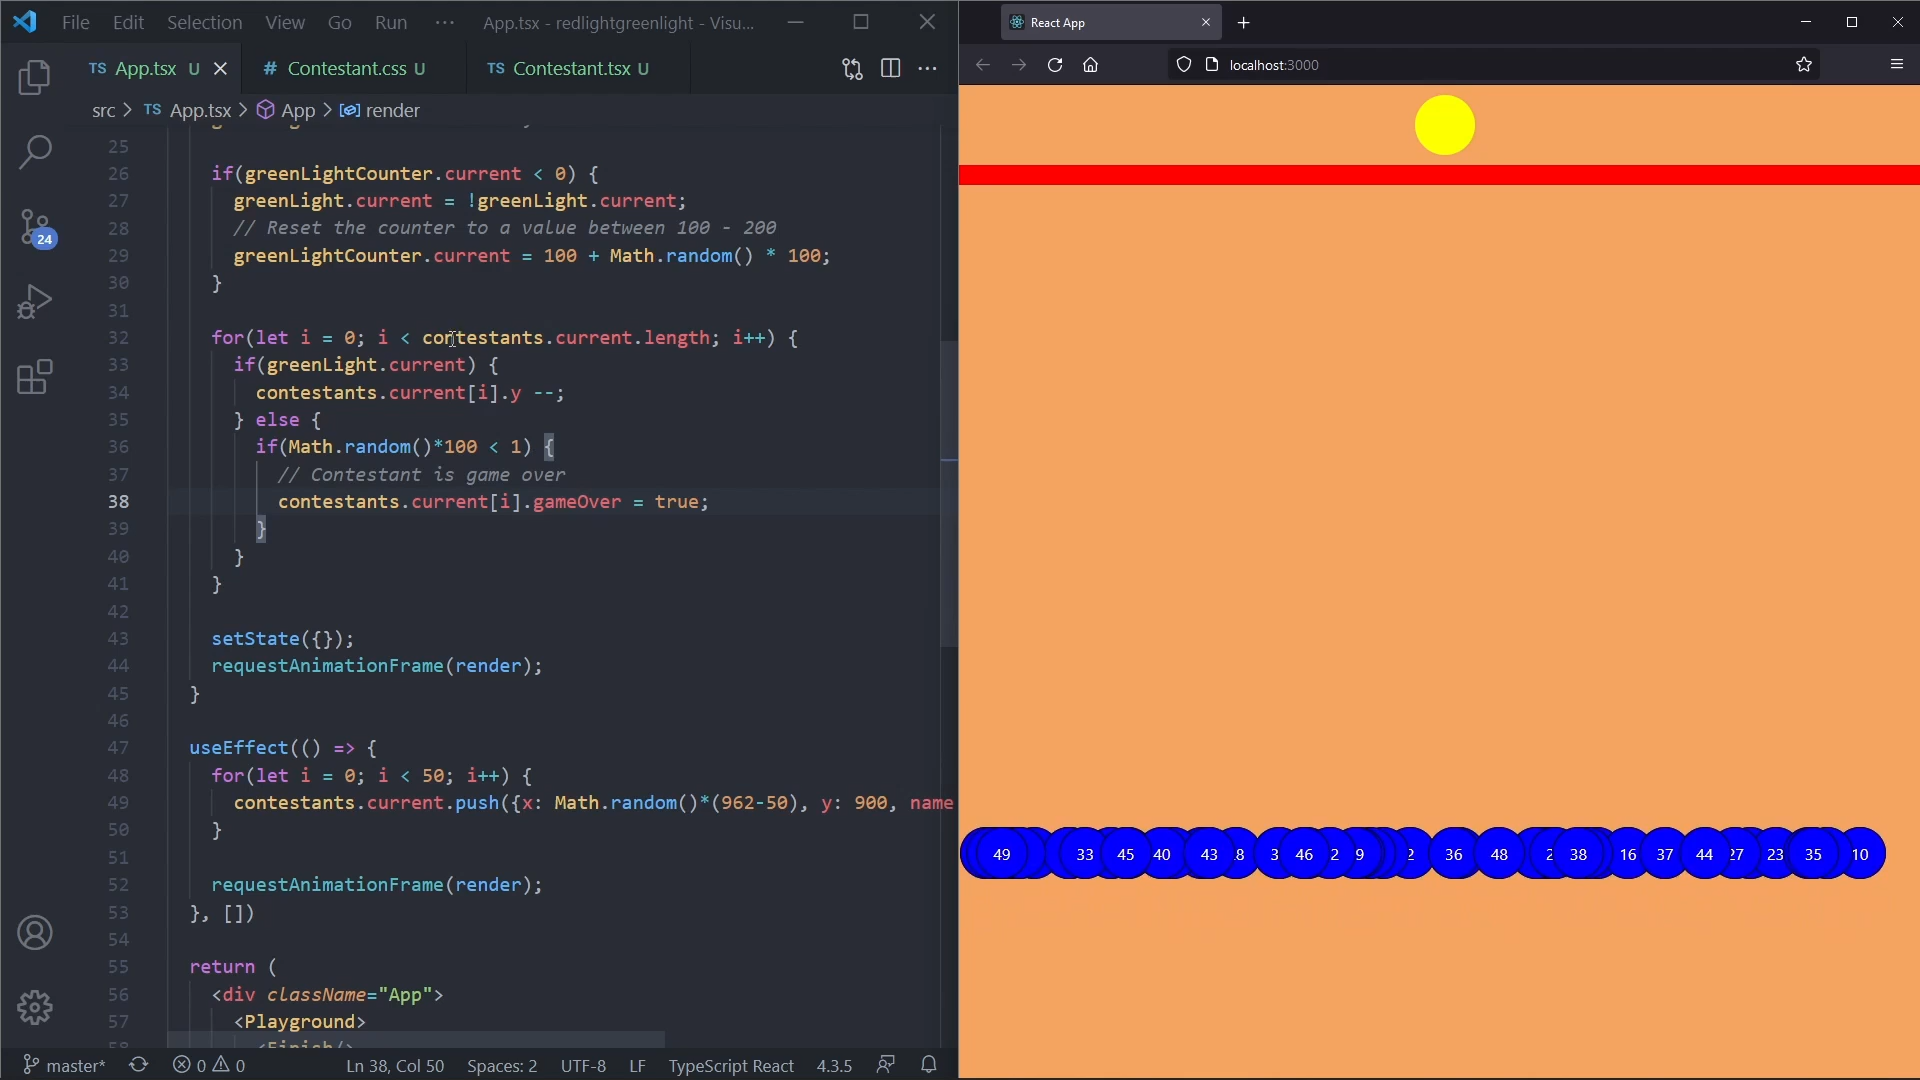 File Edit Selection View Go Run ··· App.tsx - redlightgreenlight - Visu...
TS App.tsx U
# Contestant.css U
TS Contestant.tsx U
src > TS App.tsx > App > render
25
26 if(greenLightCounter.current < 0) {
27 greenLight.current = !greenLight.current;
28 // Reset the counter to a value between 100 - 200
29 greenLightCounter.current = 100 + Math.random() * 100;
30 }
31
32 for(let i = 0; i < contestants.current.length; i++) {
33 if(greenLight.current) {
34 contestants.current[i].y --;
35 } else {
36 if(Math.random()*100 < 1) {
37 // Contestant is game over
38 contestants.current[i].gameOver = true;
39 }
40 }
41 }
42
43 setState({});
44 requestAnimationFrame(render);
45 }
46
47 useEffect(() => {
48 for(let i = 0; i < 50; i++) {
49 contestants.current.push({x: Math.random()*(962-50), y: 900, name
50 }
51
52 requestAnimationFrame(render);
53 }, [])
54
55 return (
56 <div className="App">
57 <Playground>
58 <Finish/>
24
master* 0 0 Ln 38, Col 50 Spaces: 2 UTF-8 LF TypeScript React 4.3.5
React App
localhost:3000
49 33 45 40 43 8 3 46 2 9 2 36 48 2 38 16 37 44 27 23 35 10